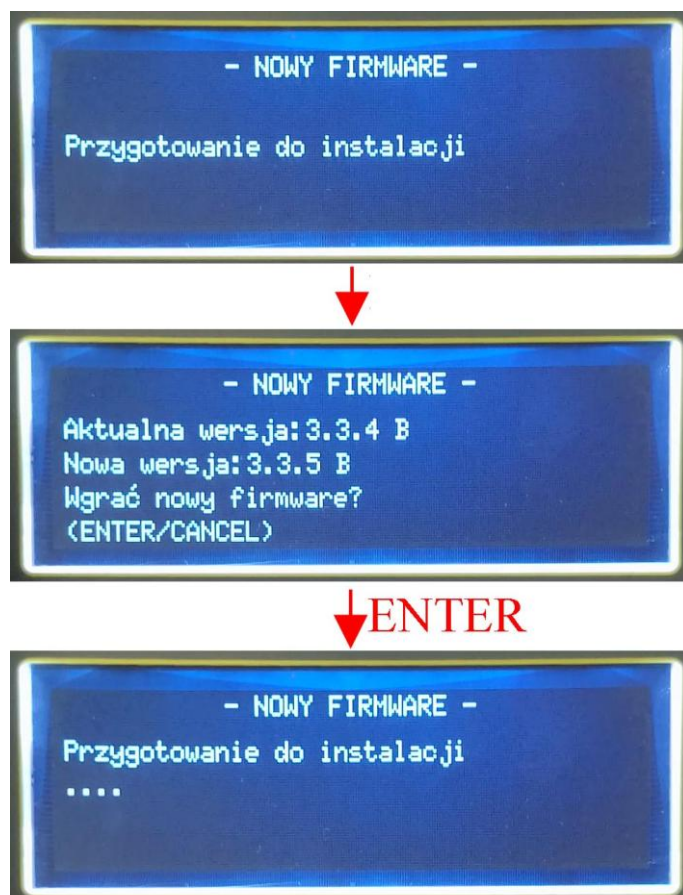 - NOWY FIRMWARE -
Przygotowanie do instalacji
- NOWY FIRMWARE -
Aktualna wersja:3.3.4 B
Nowa wersja:3.3.5 B
Wgrać nowy firmware?
(ENTER/CANCEL)
ENTER
- NOWY FIRMWARE -
Przygotowanie do instalacji
....